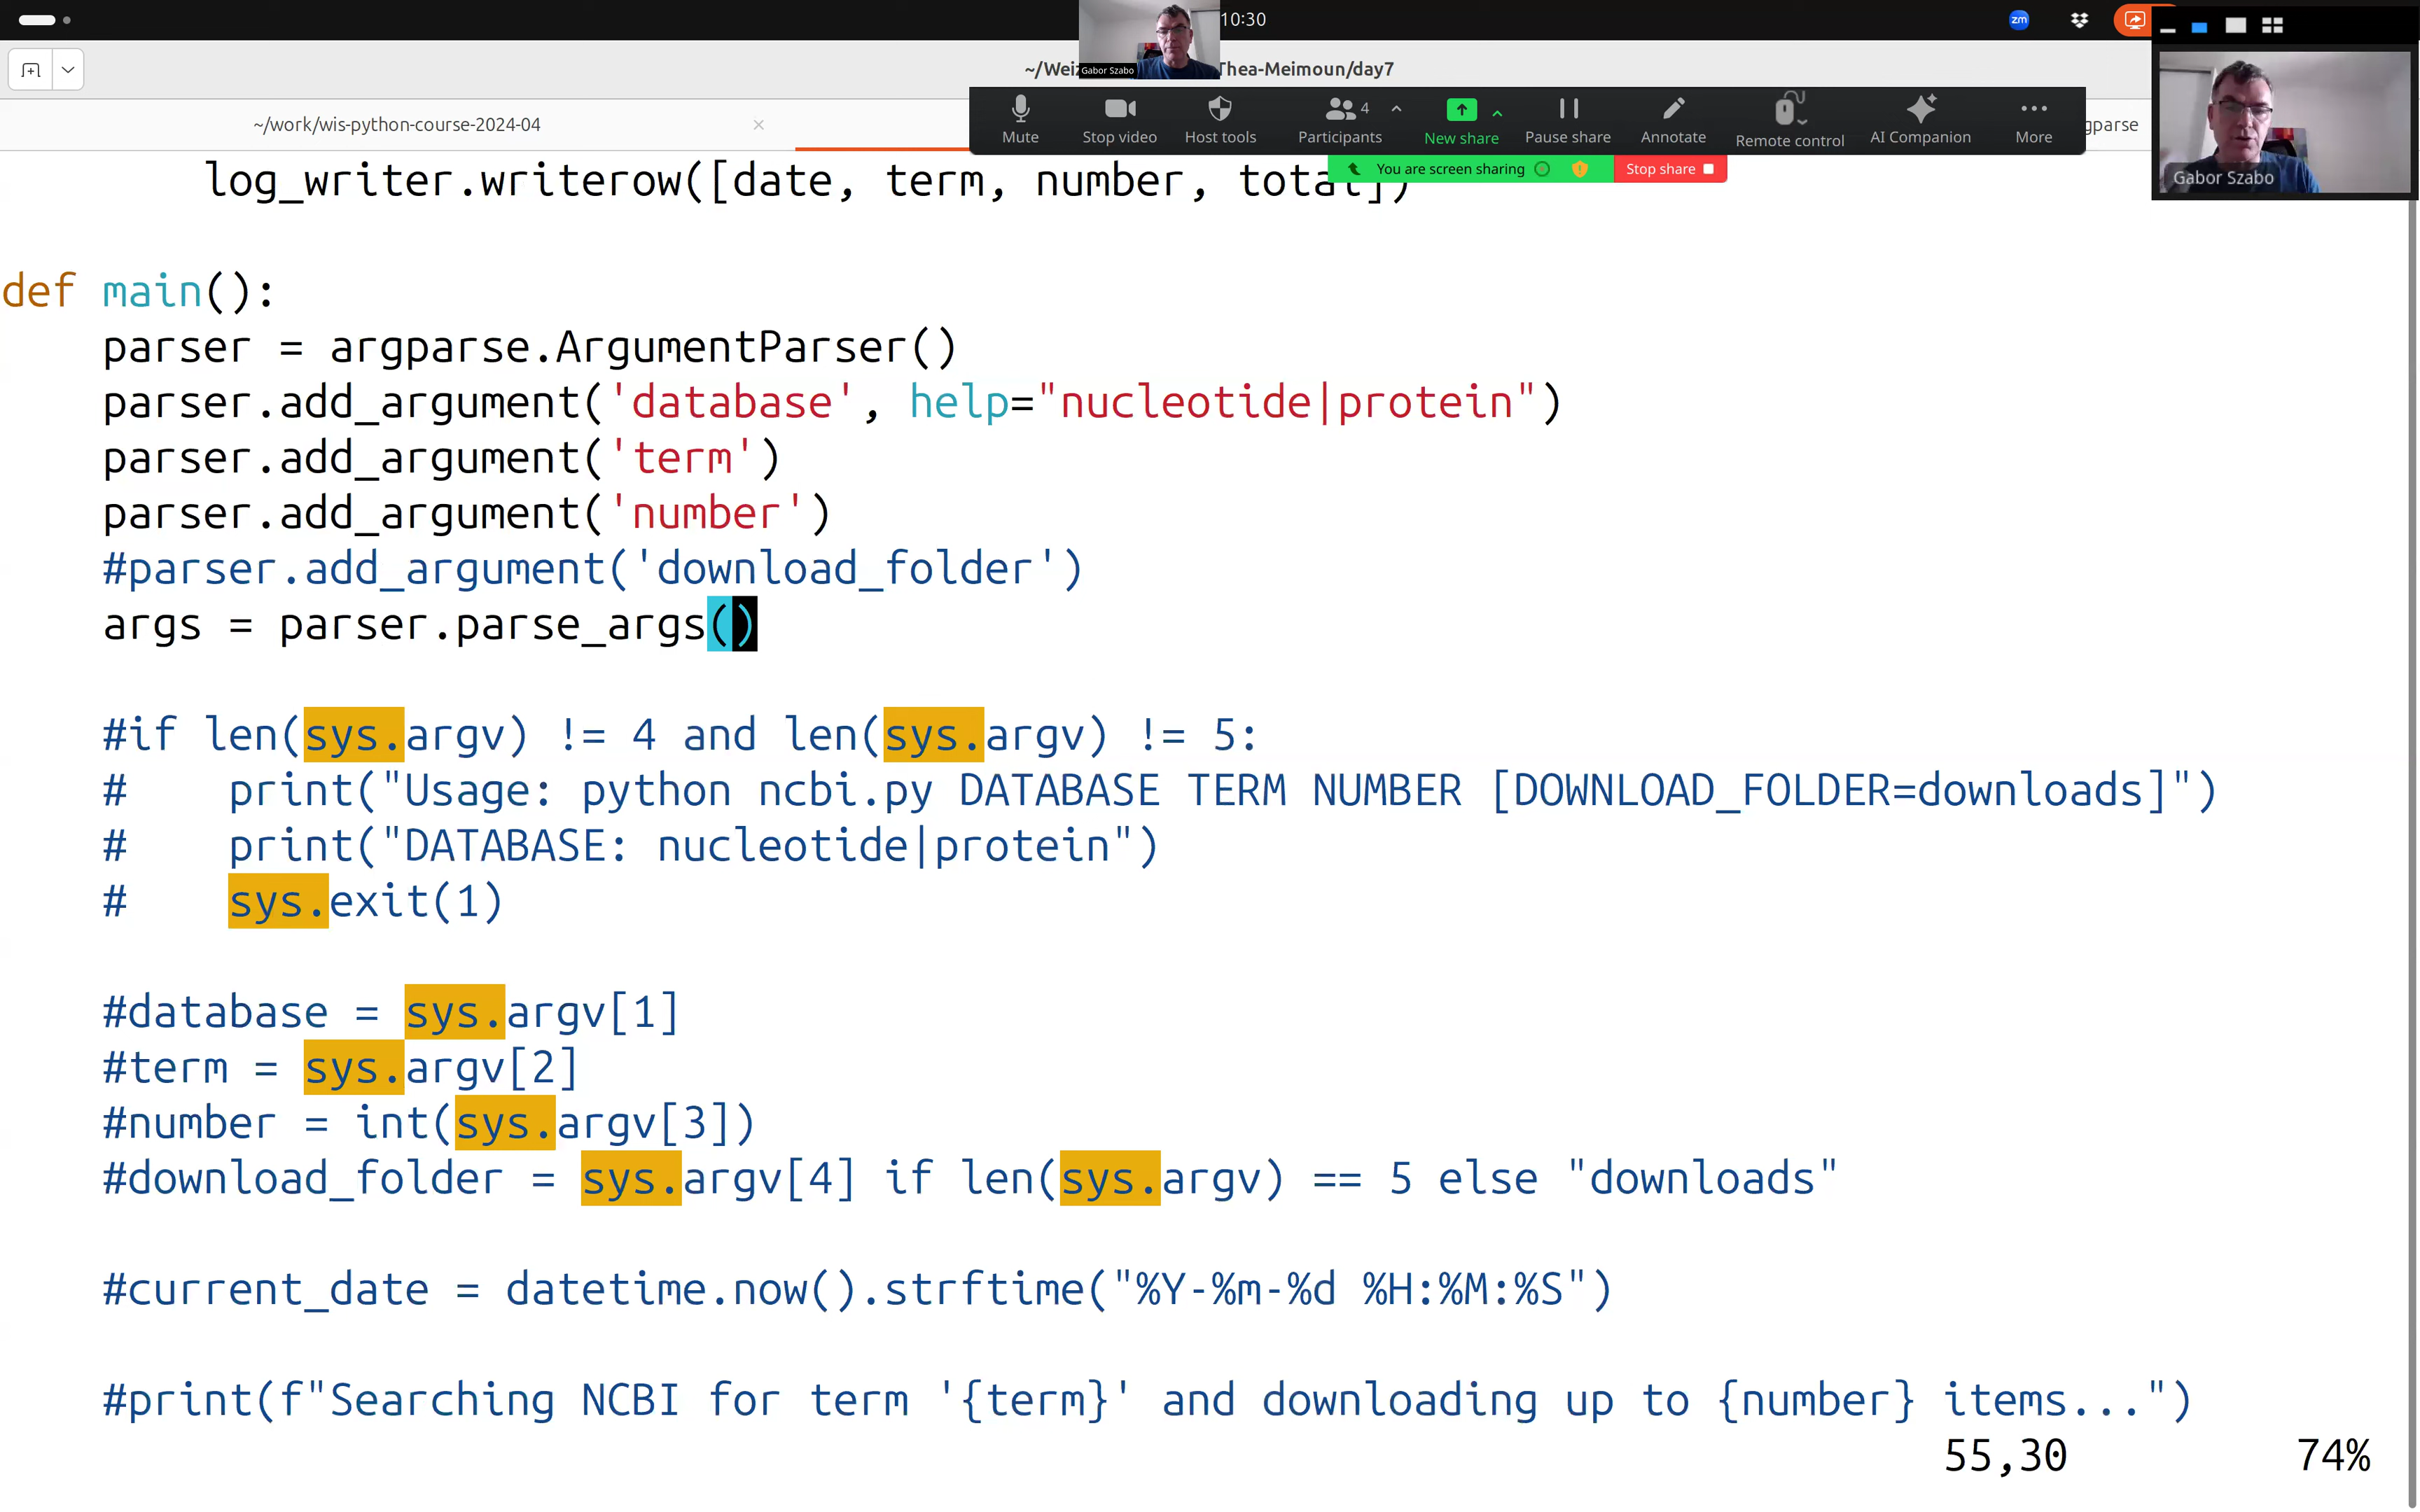 10:30
zm
~/Weiz
Thea-Meimoun/day7
Gabor Szabo
~/work/wis-python-course-2024-04
gparse
Mute
Stop video
Host tools
Participants
4
New share
Pause share
Annotate
Remote control
AI Companion
More
You are screen sharing
Stop share
Gabor Szabo
log_writer.writerow([date, term, number, total])
def main():
parser = argparse.ArgumentParser()
parser.add_argument('database', help="nucleotide|protein")
parser.add_argument('term')
parser.add_argument('number')
#parser.add_argument('download_folder')
args = parser.parse_args()
#if len(sys.argv) != 4 and len(sys.argv) != 5:
#    print("Usage: python ncbi.py DATABASE TERM NUMBER [DOWNLOAD_FOLDER=downloads]")
#    print("DATABASE: nucleotide|protein")
#    sys.exit(1)
#database = sys.argv[1]
#term = sys.argv[2]
#number = int(sys.argv[3])
#download_folder = sys.argv[4] if len(sys.argv) == 5 else "downloads"
#current_date = datetime.now().strftime("%Y-%m-%d %H:%M:%S")
#print(f"Searching NCBI for term '{term}' and downloading up to {number} items...")
55,30
74%